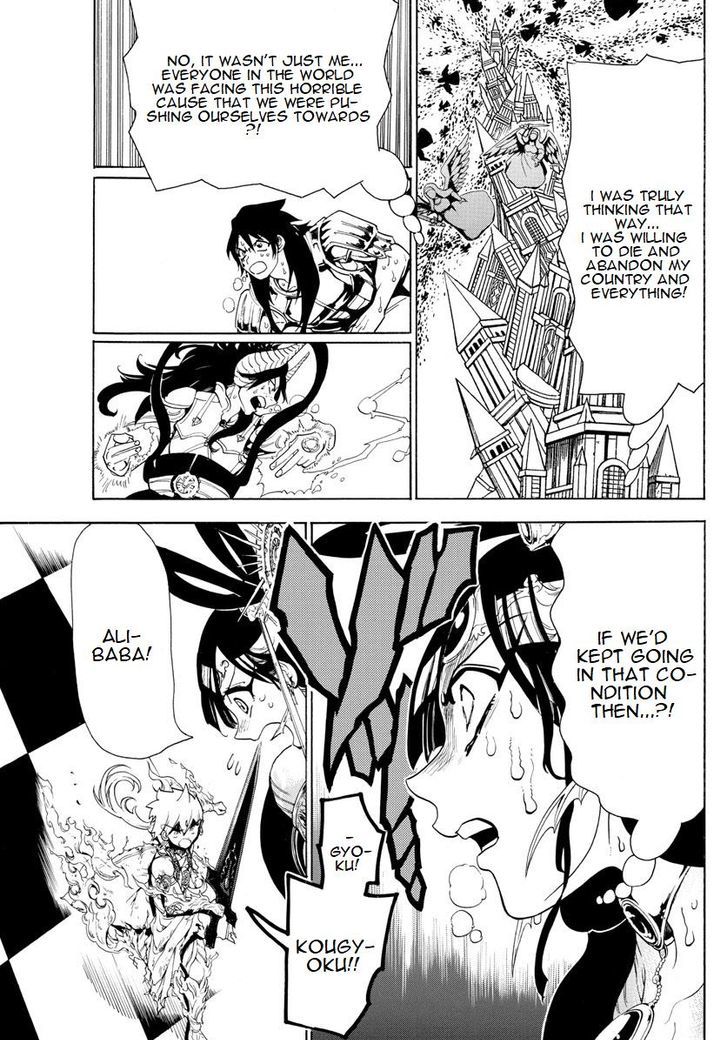 I WAS TRULY
THINKING THAT
WAY...
I WAS WILLING
TO DIE AND
ABANDON MY
COUNTRY AND
EVERYTHING!
NO, IT WASN'T JUST ME...
EVERYONE IN THE WORLD
WAS FACING THIS HORRIBLE
CAUSE THAT WE WERE PU-
SHING OURSELVES TOWARDS
?!
IF WE'D
KEPT GOING
IN THAT CO-
NDITION
THEN...?!
-
GYO-
KU!
KOUGY-
OKU!!
ALI-
BABA!